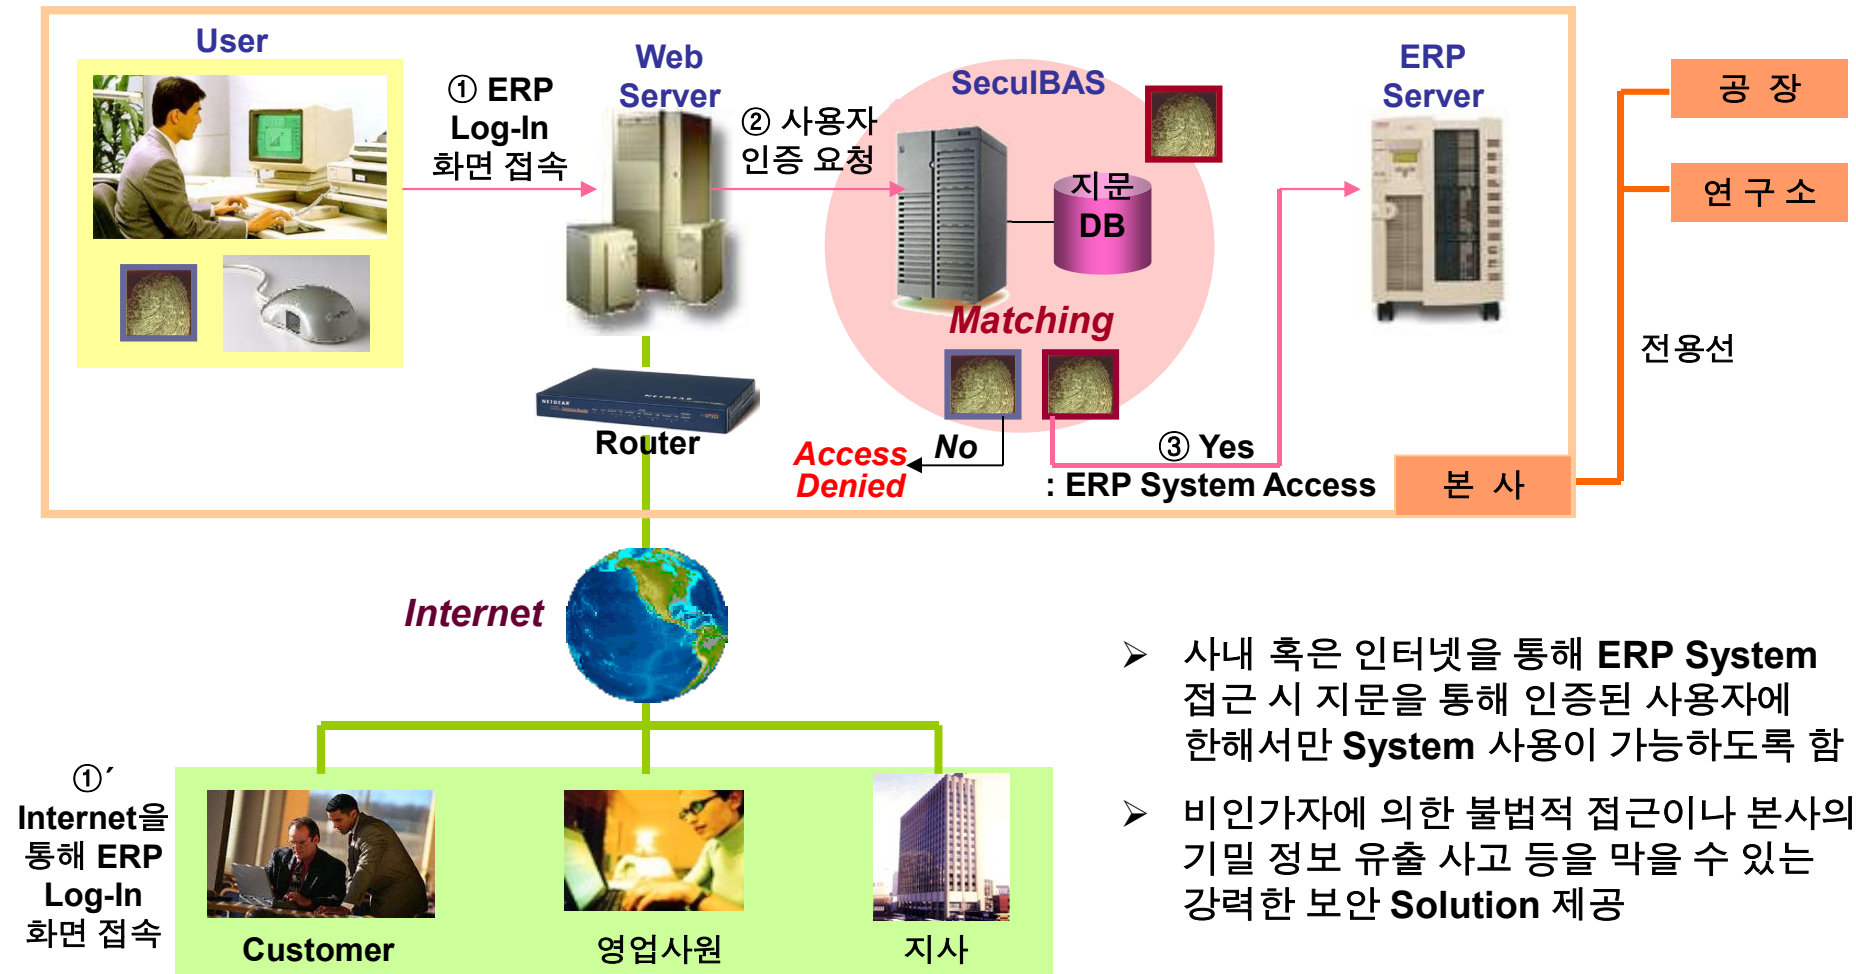 User
① ERP
Log-In
화면 접속
Web
Server
② 사용자
인증 요청
SecuIBAS
지문
DB
Matching
ERP
Server
공 장
연 구 소
전용선
NETGEAR
Router
Access
Denied
No
③ Yes
: ERP System Access
본 사
Internet
①´
Internet을
통해 ERP
Log-In
화면 접속
Customer
영업사원
지사
➢ 사내 혹은 인터넷을 통해 ERP System
접근 시 지문을 통해 인증된 사용자에
한해서만 System 사용이 가능하도록 함
➢ 비인가자에 의한 불법적 접근이나 본사의
기밀 정보 유출 사고 등을 막을 수 있는
강력한 보안 Solution 제공